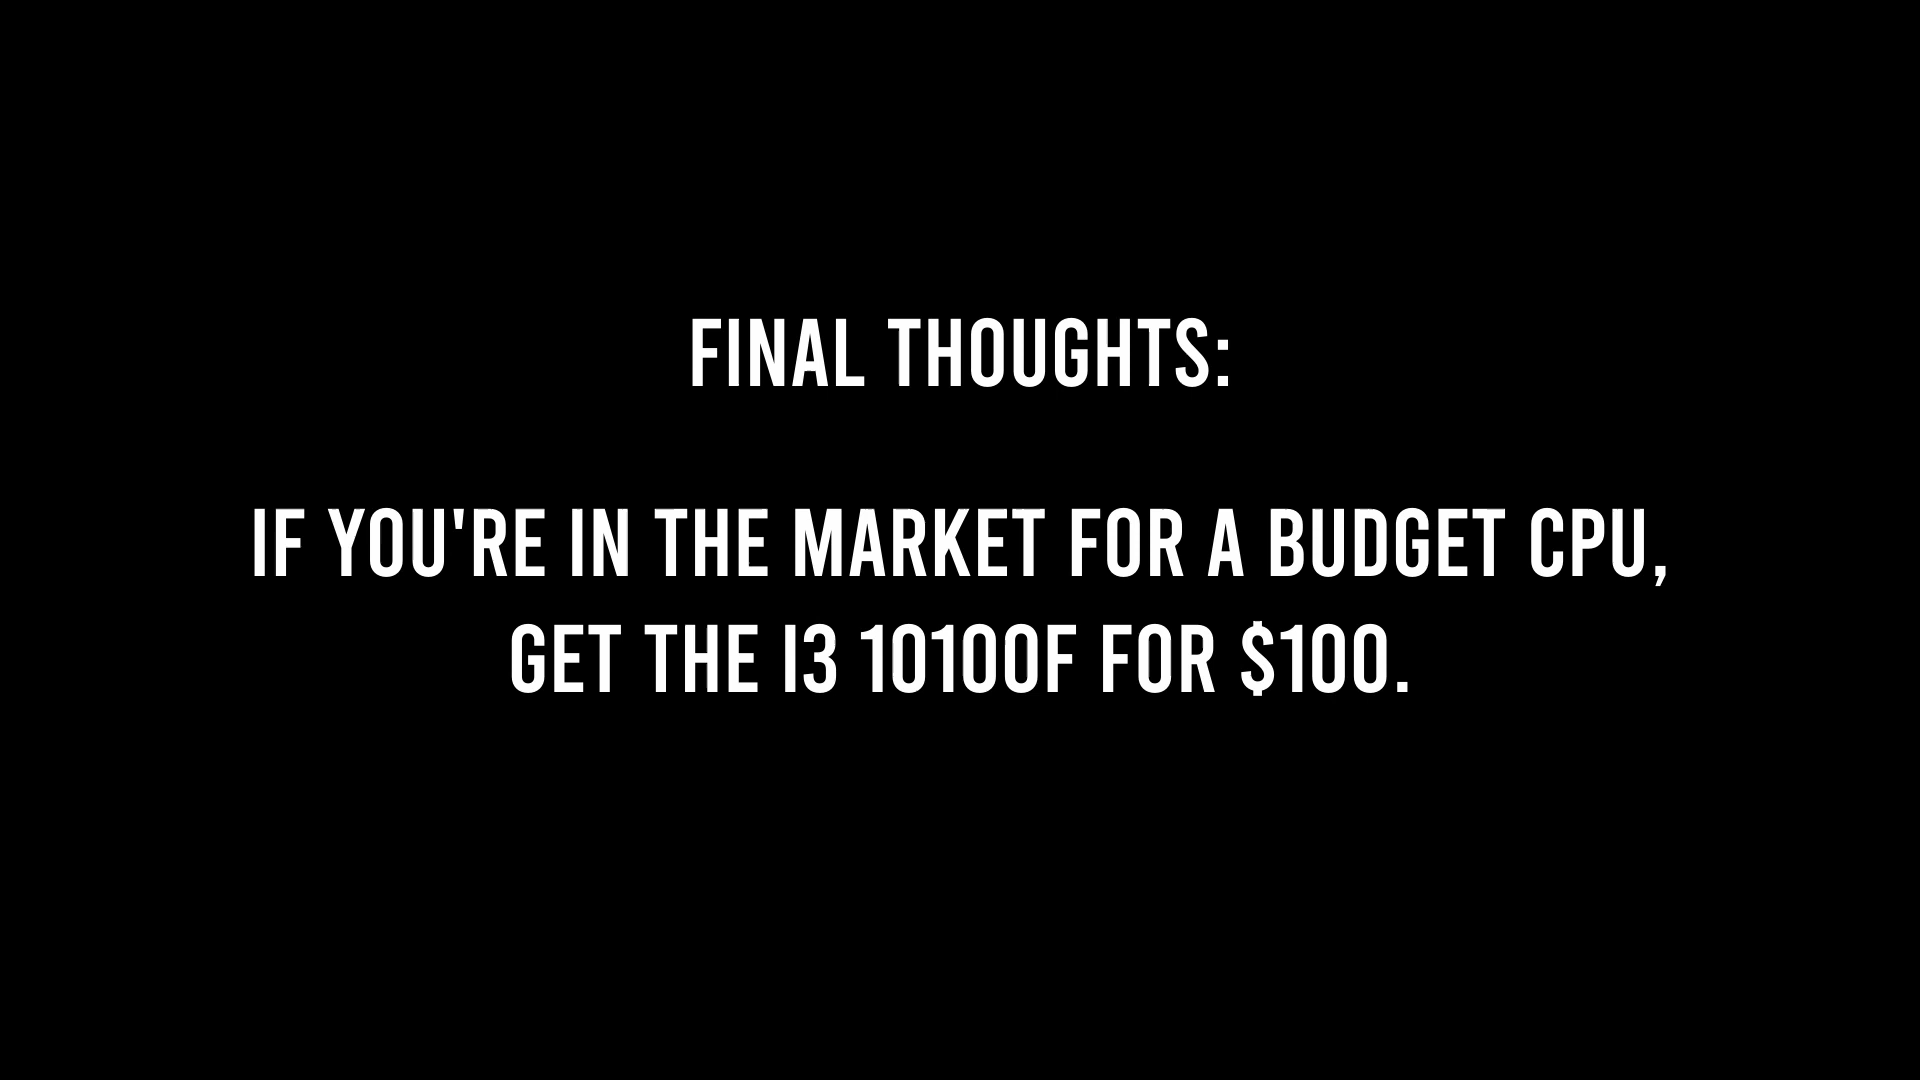 FINAL THOUGHTS:
IF YOU'RE IN THE MARKET FOR A BUDGET CPU,
GET THE I3 10100F FOR $100.